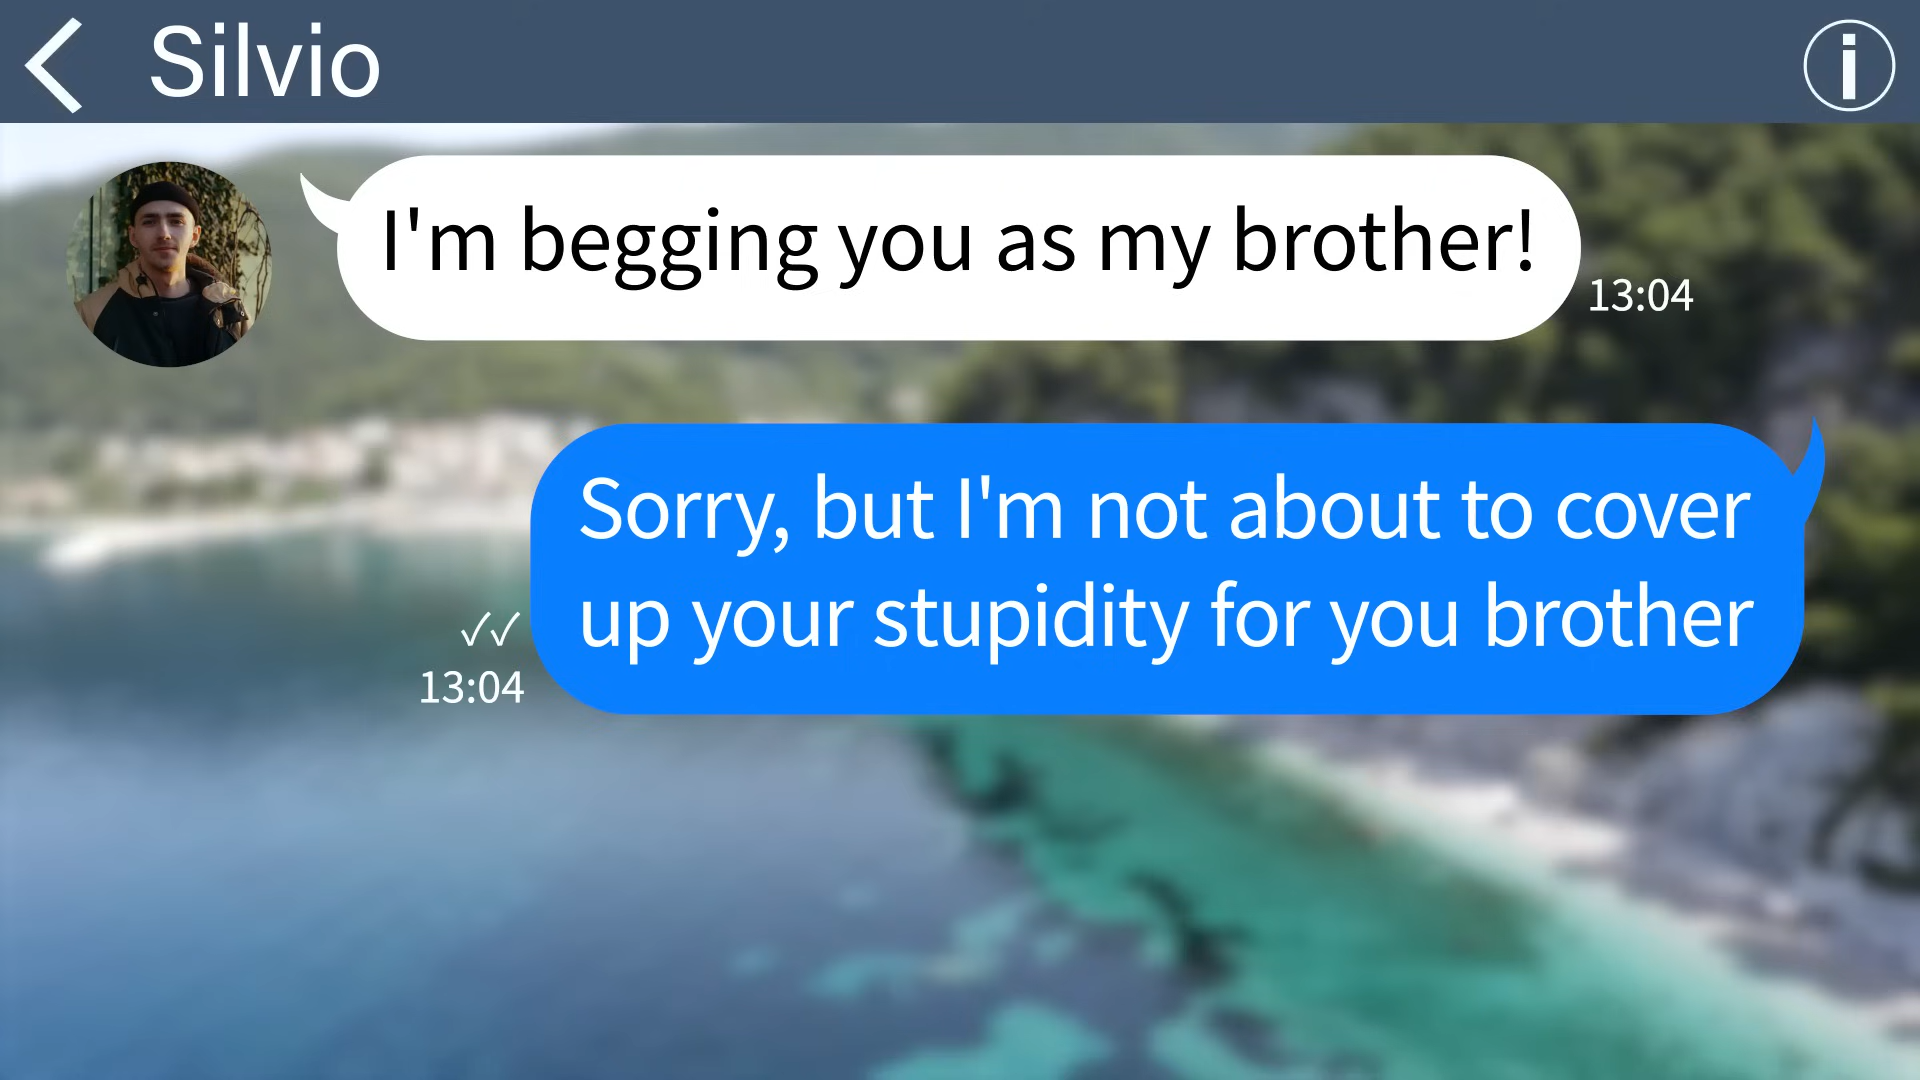 Silvio
I'm begging you as my brother!
13:04
Sorry, but I'm not about to cover
up your stupidity for you brother
✓✓
13:04